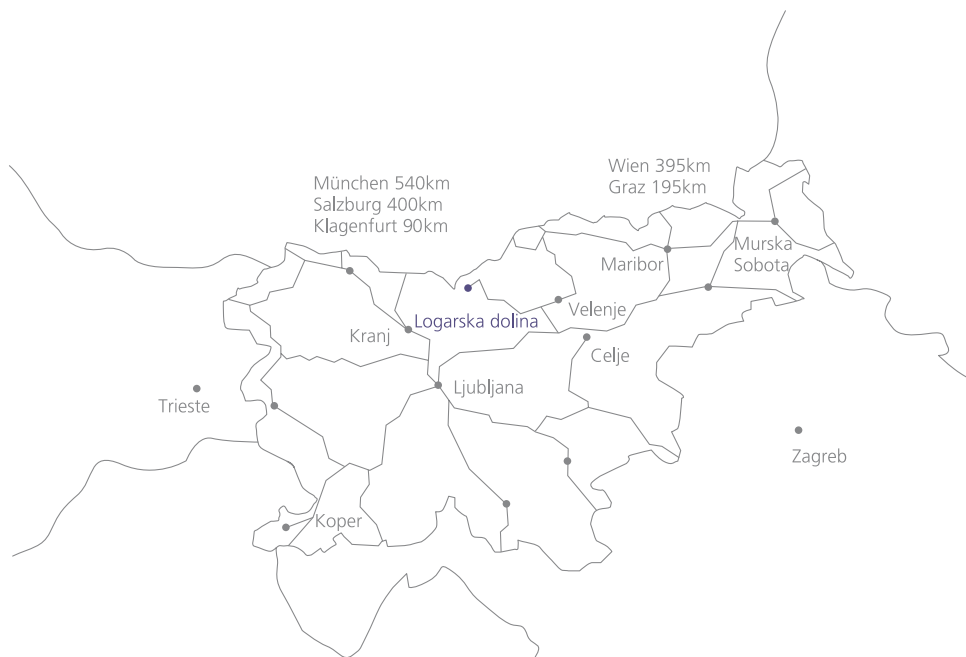 Wien 395km
Graz 195km
München 540km
Salzburg 400km
Klagenfurt 90km
Murska
Sobota
Maribor
Velenje
Logarska dolina
Kranj
Celje
Ljubljana
Trieste
Zagreb
Koper